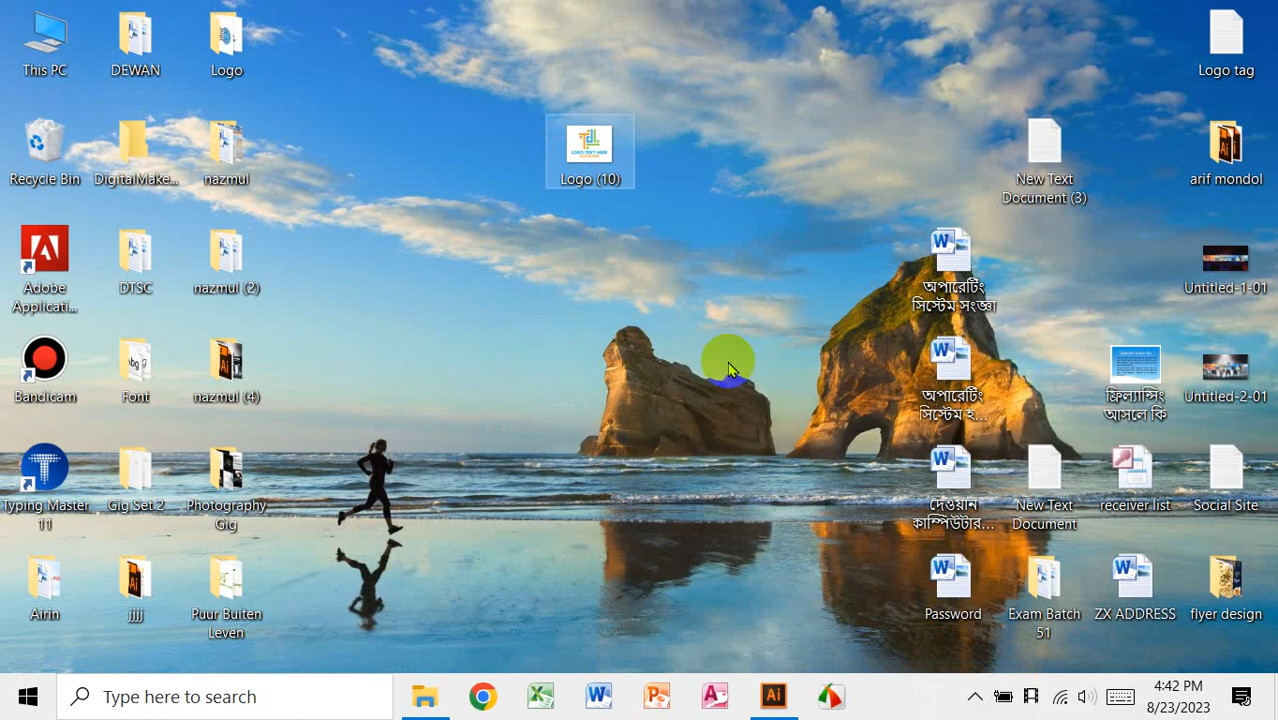 This PC
DEWAN
Logo
Logo tag
Recycle Bin
DigitalMake...
nazmul
LOGO TEXT HERE
Logo (10)
New Text
Document (3)
arif mondol
Adobe
Applicati...
DTSC
nazmul (2)
অপারেটিং
সিস্টেম সংজ্ঞা
Untitled-1-01
Bandicam
Font
nazmul (4)
অপারেটিং
সিস্টেম হ...
ফ্রিল্যান্সিং
আসলে কি
Untitled-2-01
Typing Master
11
Gig Set 2
Photography
Gig
দেওয়ান
কাম্পিউটার...
New Text
Document
receiver list
Social Site
Airin
jjjj
Puur Buiten
Leven
Password
Exam Batch
51
ZX ADDRESS
flyer design
Type here to search
4:42 PM
8/23/2023